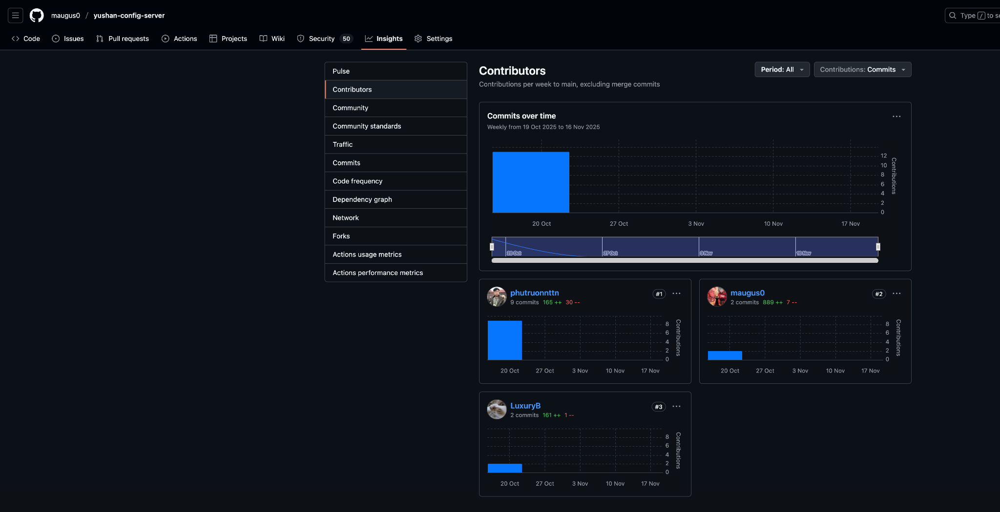 maugus0 / yushan-config-server
Type / to se
Code Issues Pull requests Actions Projects Wiki Security 50 Insights Settings
Pulse
Contributors
Community
Community standards
Traffic
Commits
Code frequency
Dependency graph
Network
Forks
Actions usage metrics
Actions performance metrics
Contributors
Period: All
Contributions: Commits
Contributions per week to main, excluding merge commits
Commits over time
Weekly from 19 Oct 2025 to 16 Nov 2025
12
10
8
6
4
2
0
Contributions
20 Oct 27 Oct 3 Nov 10 Nov 17 Nov
20 Oct 27 Oct 3 Nov 10 Nov
phutruonnttn
#1
9 commits 165 ++ 30 --
8
6
4
2
0
Contributions
20 Oct 27 Oct 3 Nov 10 Nov 17 Nov
maugus0
#2
2 commits 889 ++ 7 --
8
6
4
2
0
Contributions
20 Oct 27 Oct 3 Nov 10 Nov 17 Nov
LuxuryB
#3
2 commits 161 ++ 1 --
8
6
4
2
0
Contributions
20 Oct 27 Oct 3 Nov 10 Nov 17 Nov